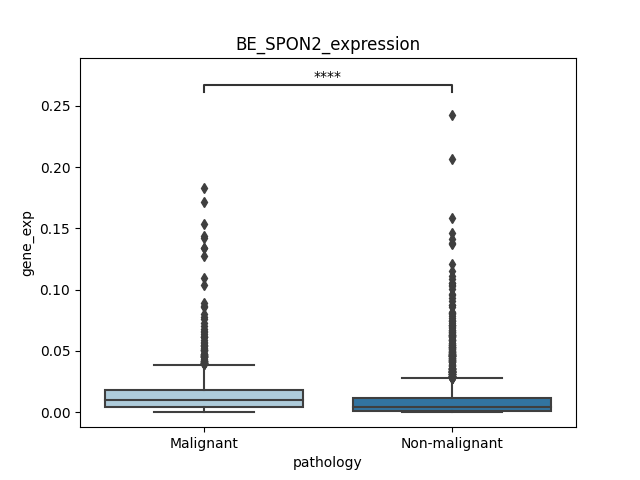 BE_SPON2_expression
****
0.25
0.20
0.15
0.10
0.05
0.00
gene_exp
Malignant
Non-malignant
pathology